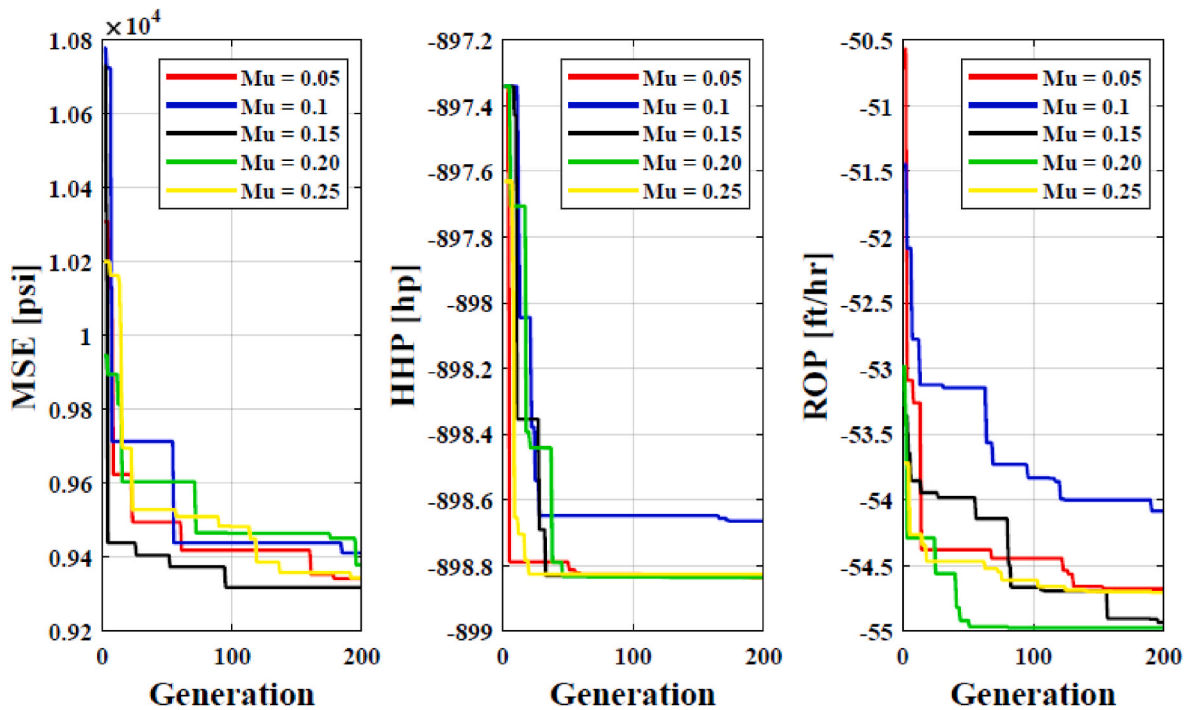 ×10⁴
1.08
1.06
1.04
1.02
1
0.98
0.96
0.94
0.92
0
100
200
MSE [psi]
Generation
Mu = 0.05
Mu = 0.1
Mu = 0.15
Mu = 0.20
Mu = 0.25
-897.2
-897.4
-897.6
-897.8
-898
-898.2
-898.4
-898.6
-898.8
-899
0
100
200
HHP [hp]
Generation
Mu = 0.05
Mu = 0.1
Mu = 0.15
Mu = 0.20
Mu = 0.25
-50.5
-51
-51.5
-52
-52.5
-53
-53.5
-54
-54.5
-55
0
100
200
ROP [ft/hr]
Generation
Mu = 0.05
Mu = 0.1
Mu = 0.15
Mu = 0.20
Mu = 0.25